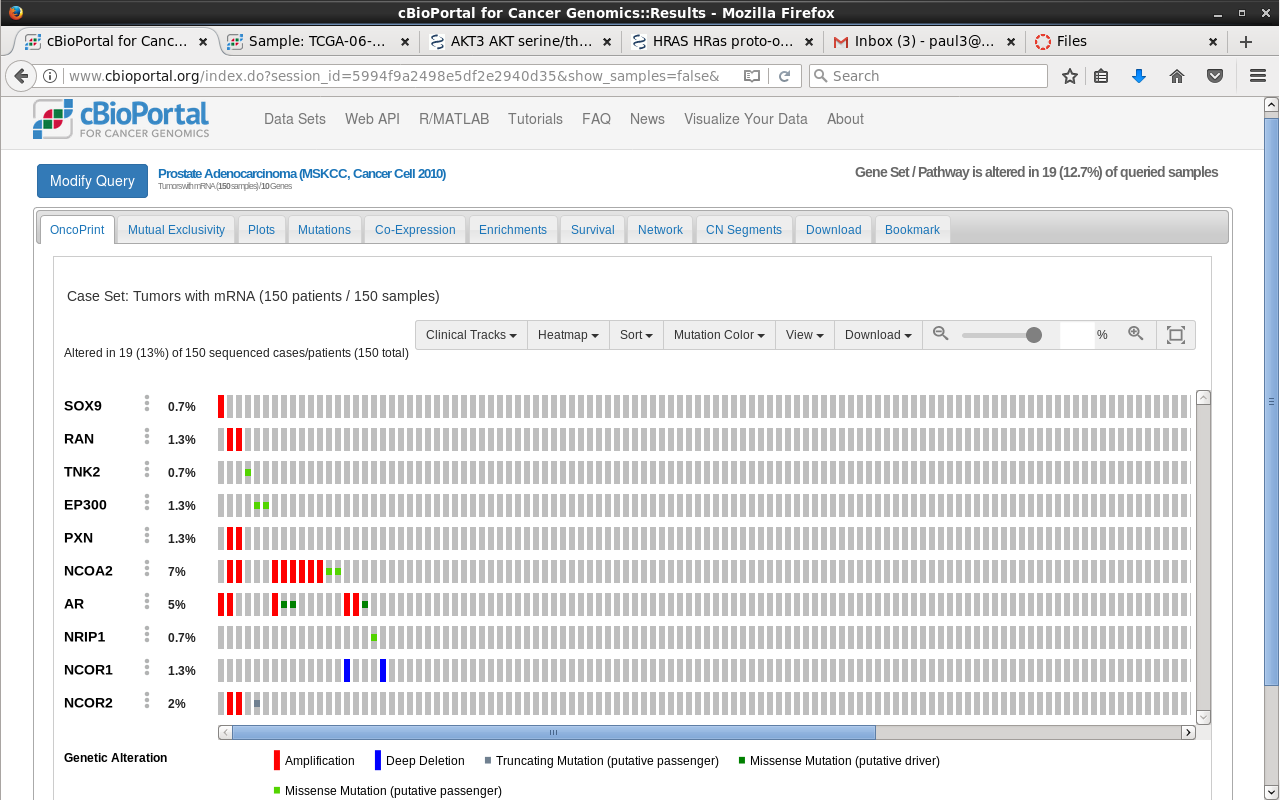 cBioPortal for Cancer Genomics::Results - Mozilla Firefox
cBioPortal for Canc... Sample: TCGA-06-... AKT3 AKT serine/th... HRAS HRas proto-o... Inbox (3) - paul3@... Files
www.cbioportal.org/index.do?session_id=5994f9a2498e5df2e2940d35&show_samples=false& Search
cBioPortal
FOR CANCER GENOMICS
Data Sets Web API R/MATLAB Tutorials FAQ News Visualize Your Data About
Modify Query
Prostate Adenocarcinoma (MSKCC, Cancer Cell 2010)
Tumors with mRNA (150 samples) / 10 Genes
Gene Set / Pathway is altered in 19 (12.7%) of queried samples
OncoPrint Mutual Exclusivity Plots Mutations Co-Expression Enrichments Survival Network CN Segments Download Bookmark
Case Set: Tumors with mRNA (150 patients / 150 samples)
Clinical Tracks Heatmap Sort Mutation Color View Download %
Altered in 19 (13%) of 150 sequenced cases/patients (150 total)
SOX9 0.7%
RAN 1.3%
TNK2 0.7%
EP300 1.3%
PXN 1.3%
NCOA2 7%
AR 5%
NRIP1 0.7%
NCOR1 1.3%
NCOR2 2%
Genetic Alteration Amplification Deep Deletion Truncating Mutation (putative passenger) Missense Mutation (putative driver)
Missense Mutation (putative passenger)